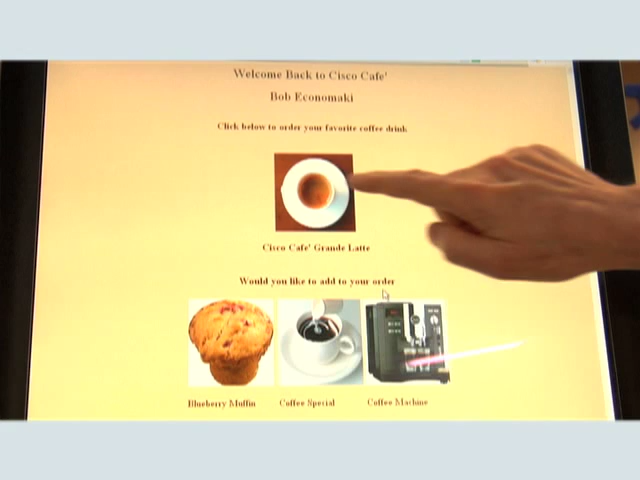 Welcome Back to Cisco Cafe'
Bob Economaki
Click below to order your favorite coffee drink
Cisco Cafe' Grande Latte
Would you like to add to your order
Blueberry Muffin Coffee Special Coffee Machine